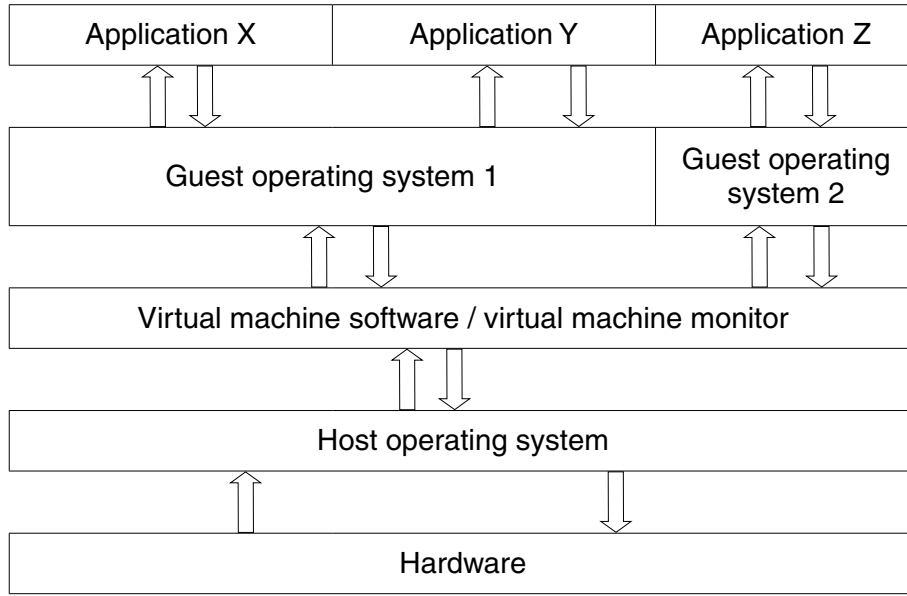 Application X
Application Y
Application Z
Guest operating system 1
Guest operating
system 2
Virtual machine software / virtual machine monitor
Host operating system
Hardware